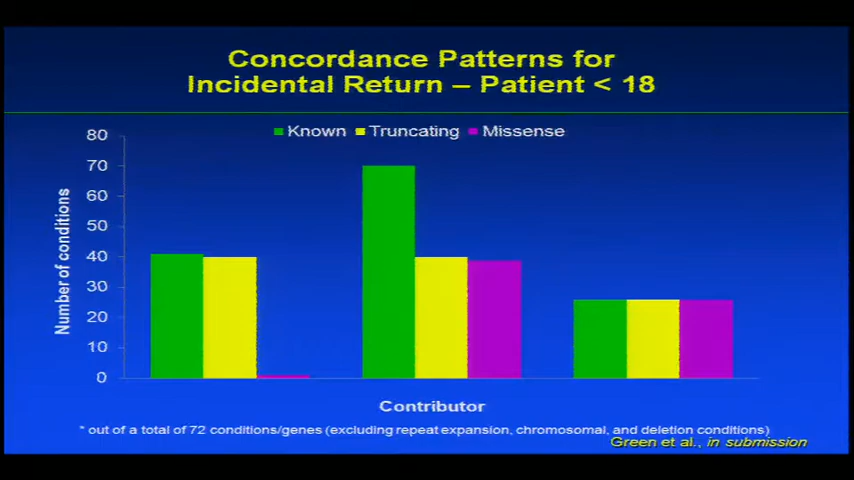 Concordance Patterns for
Incidental Return – Patient < 18
Known Truncating Missense
80
70
60
50
40
30
20
10
0
Number of conditions
Contributor
* out of a total of 72 conditions/genes (excluding repeat expansion, chromosomal, and deletion conditions)
Green et al., in submission